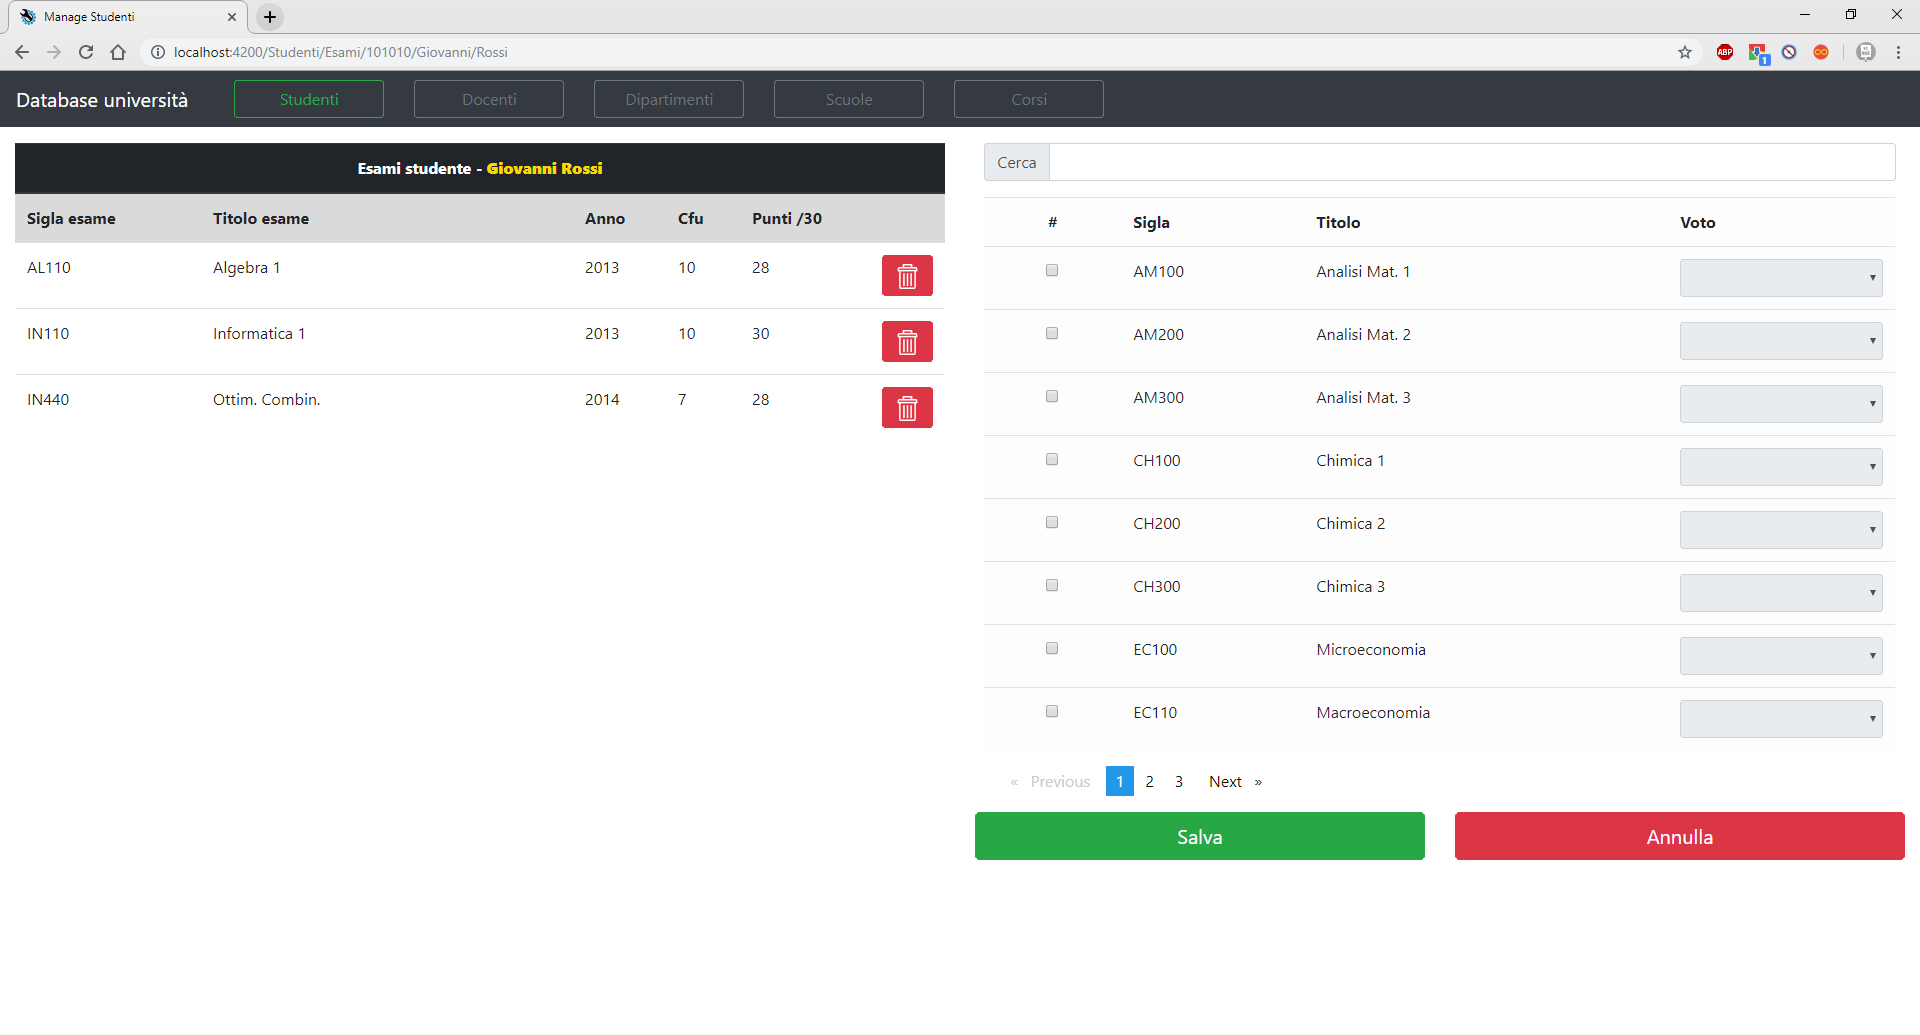 Manage Studenti
localhost:4200/Studenti/Esami/101010/Giovanni/Rossi
ABP
1
Database università
Studenti
Docenti
Dipartimenti
Scuole
Corsi
Esami studente - Giovanni Rossi
Sigla esame Titolo esame Anno Cfu Punti /30
AL110 Algebra 1 2013 10 28
IN110 Informatica 1 2013 10 30
IN440 Ottim. Combin. 2014 7 28
Cerca
# Sigla Titolo Voto
AM100 Analisi Mat. 1
AM200 Analisi Mat. 2
AM300 Analisi Mat. 3
CH100 Chimica 1
CH200 Chimica 2
CH300 Chimica 3
EC100 Microeconomia
EC110 Macroeconomia
« Previous 1 2 3 Next »
Salva
Annulla